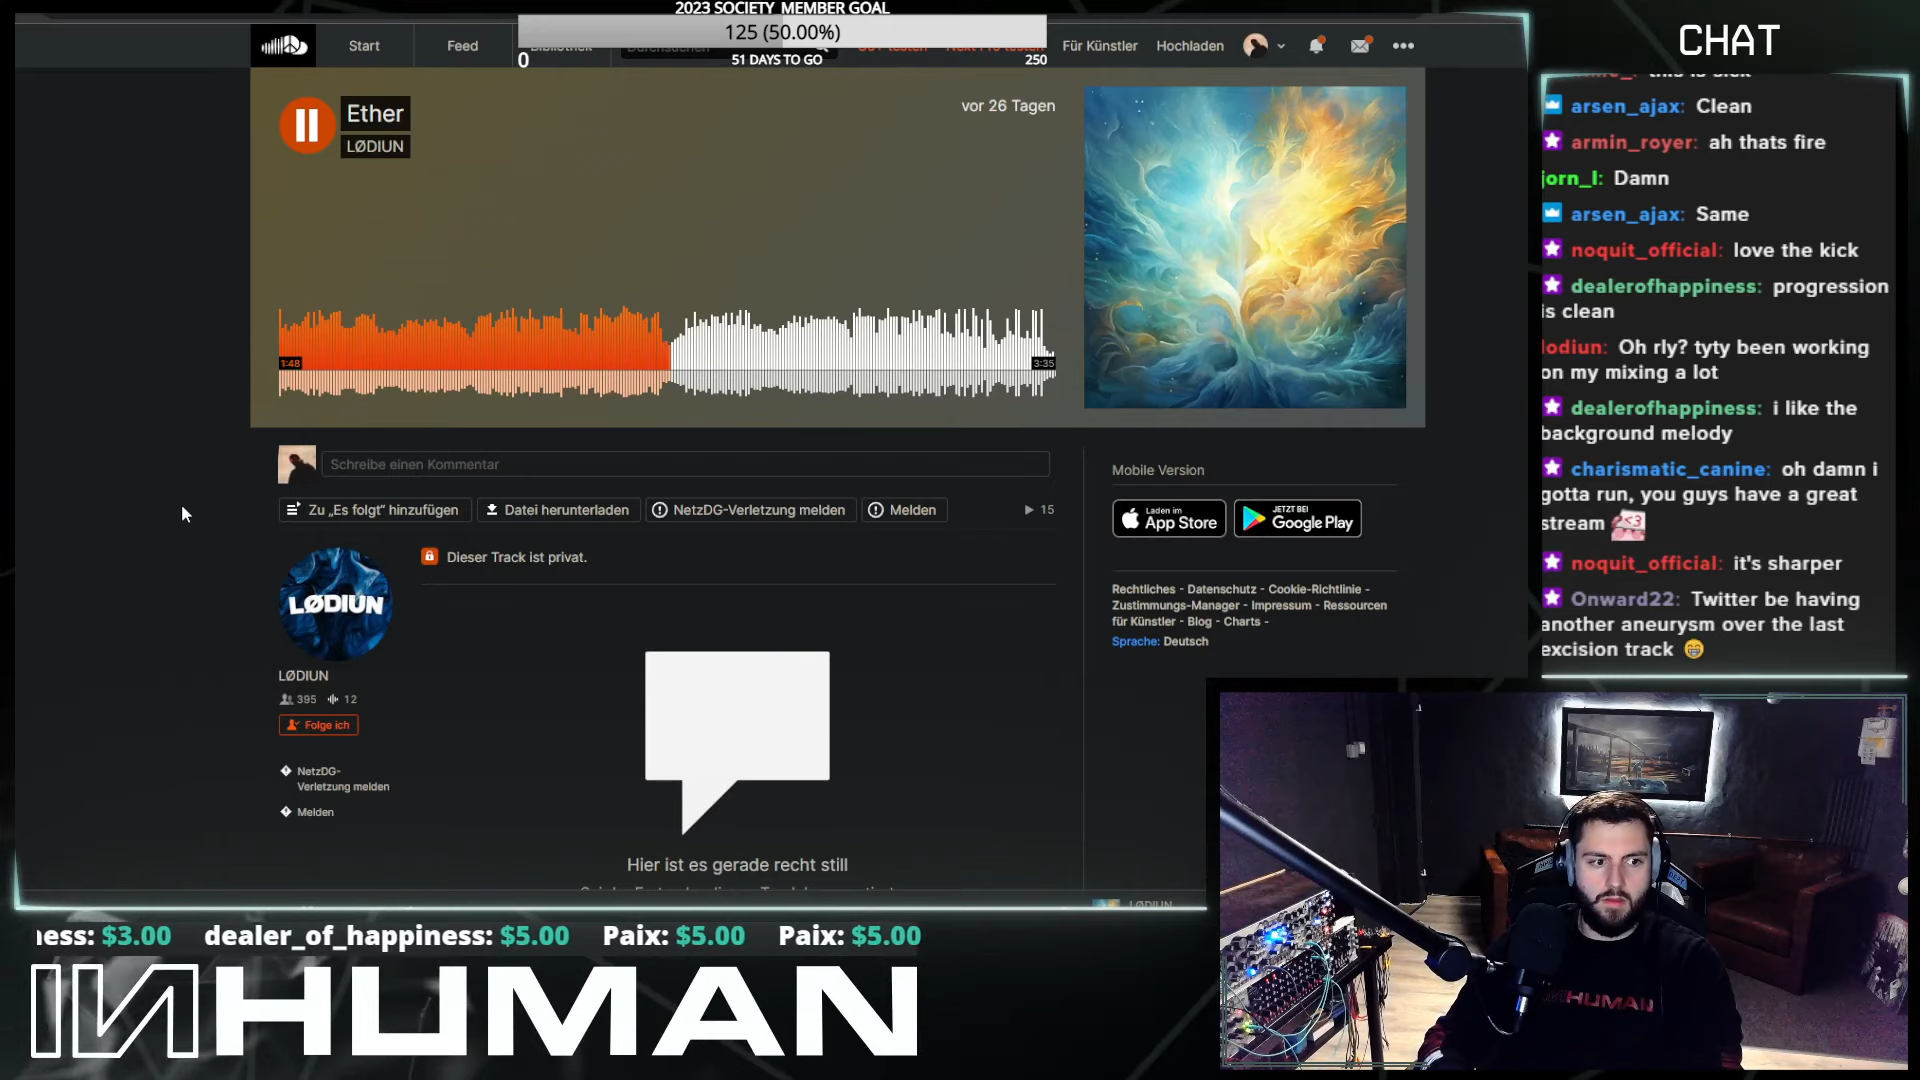 2023 SOCIETY MEMBER GOAL
125 (50.00%)
0
51 DAYS TO GO
250
Start
Feed
Für Künstler
Hochladen
Ether
LØDIUN
vor 26 Tagen
1:48
3:35
Schreibe einen Kommentar
Zu „Es folgt" hinzufügen
Datei herunterladen
NetzDG-Verletzung melden
Melden
15
Dieser Track ist privat.
LØDIUN
LØDIUN
395
12
Folge ich
NetzDG-
Verletzung melden
Melden
Hier ist es gerade recht still
Mobile Version
Laden im
App Store
JETZT BEI
Google Play
Rechtliches - Datenschutz - Cookie-Richtlinie -
Zustimmungs-Manager - Impressum - Ressourcen
für Künstler - Blog - Charts -
Sprache: Deutsch
LØDIUN
CHAT
this is sick
arsen_ajax: Clean
armin_royer: ah thats fire
jorn_l: Damn
arsen_ajax: Same
noquit_official: love the kick
dealerofhappiness: progression
is clean
lodiun: Oh rly? tyty been working
on my mixing a lot
dealerofhappiness: i like the
background melody
charismatic_canine: oh damn i
gotta run, you guys have a great
stream
noquit_official: it's sharper
Onward22: Twitter be having
another aneurysm over the last
excision track
ness: $3.00 dealer_of_happiness: $5.00 Paix: $5.00 Paix: $5.00
INHUMAN
INHUMAN